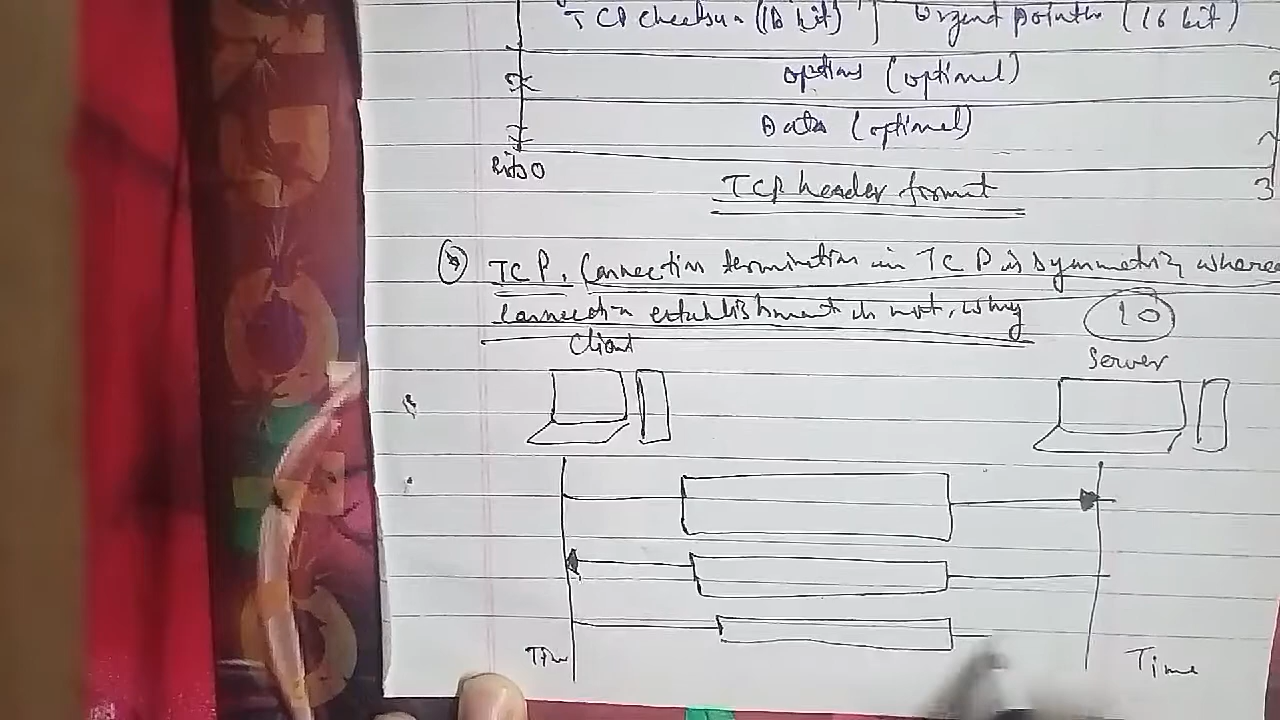 TCP checksum (16 bit) Urgent pointer (16 bit)
options (optional)
Data (optional)
Bits 0
3
TCP header format
TCP. Connection termination in TCP is symmetric whereas
connection establishment is not, why 10
Client
Server
Time Time